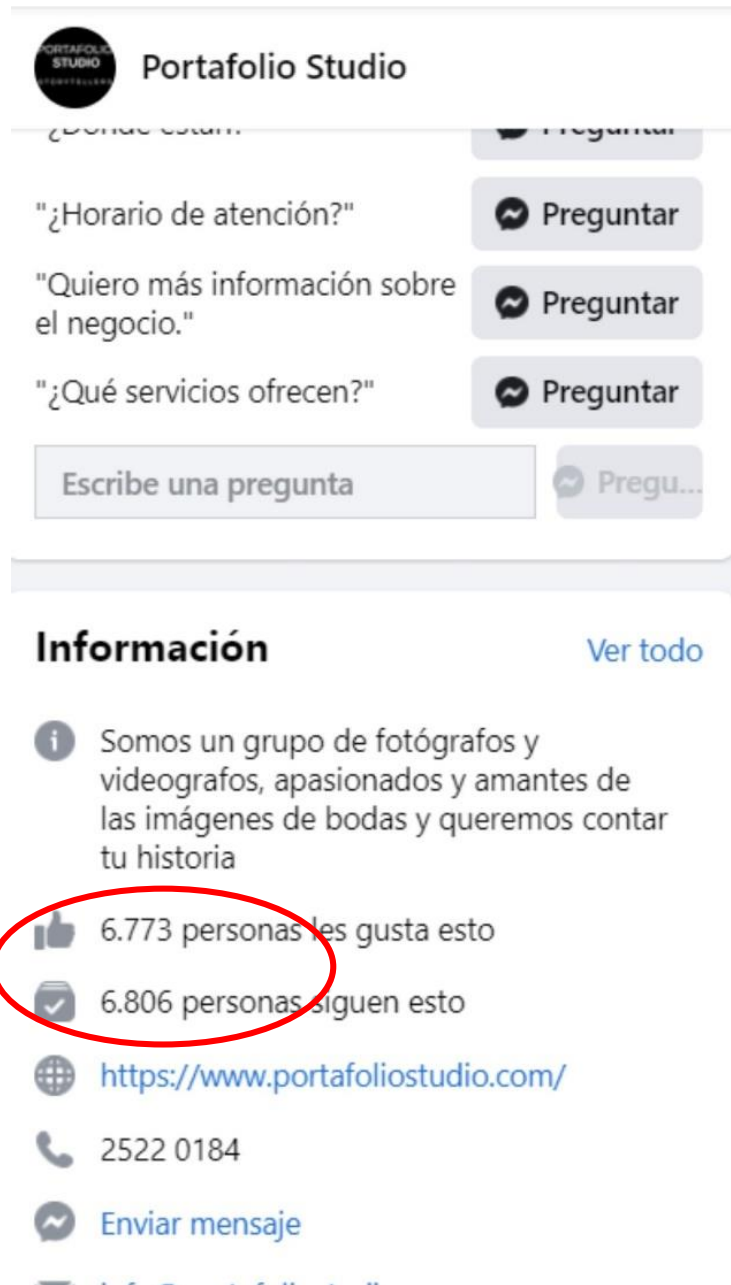 PORTAFOLIO
STUDIO
Portafolio Studio
"¿Horario de atención?"
Preguntar
"Quiero más información sobre
el negocio."
Preguntar
"¿Qué servicios ofrecen?"
Preguntar
Escribe una pregunta
Pregu...
Información
Ver todo
Somos un grupo de fotógrafos y
videografos, apasionados y amantes de
las imágenes de bodas y queremos contar
tu historia
6.773 personas les gusta esto
6.806 personas siguen esto
https://www.portafoliostudio.com/
2522 0184
Enviar mensaje